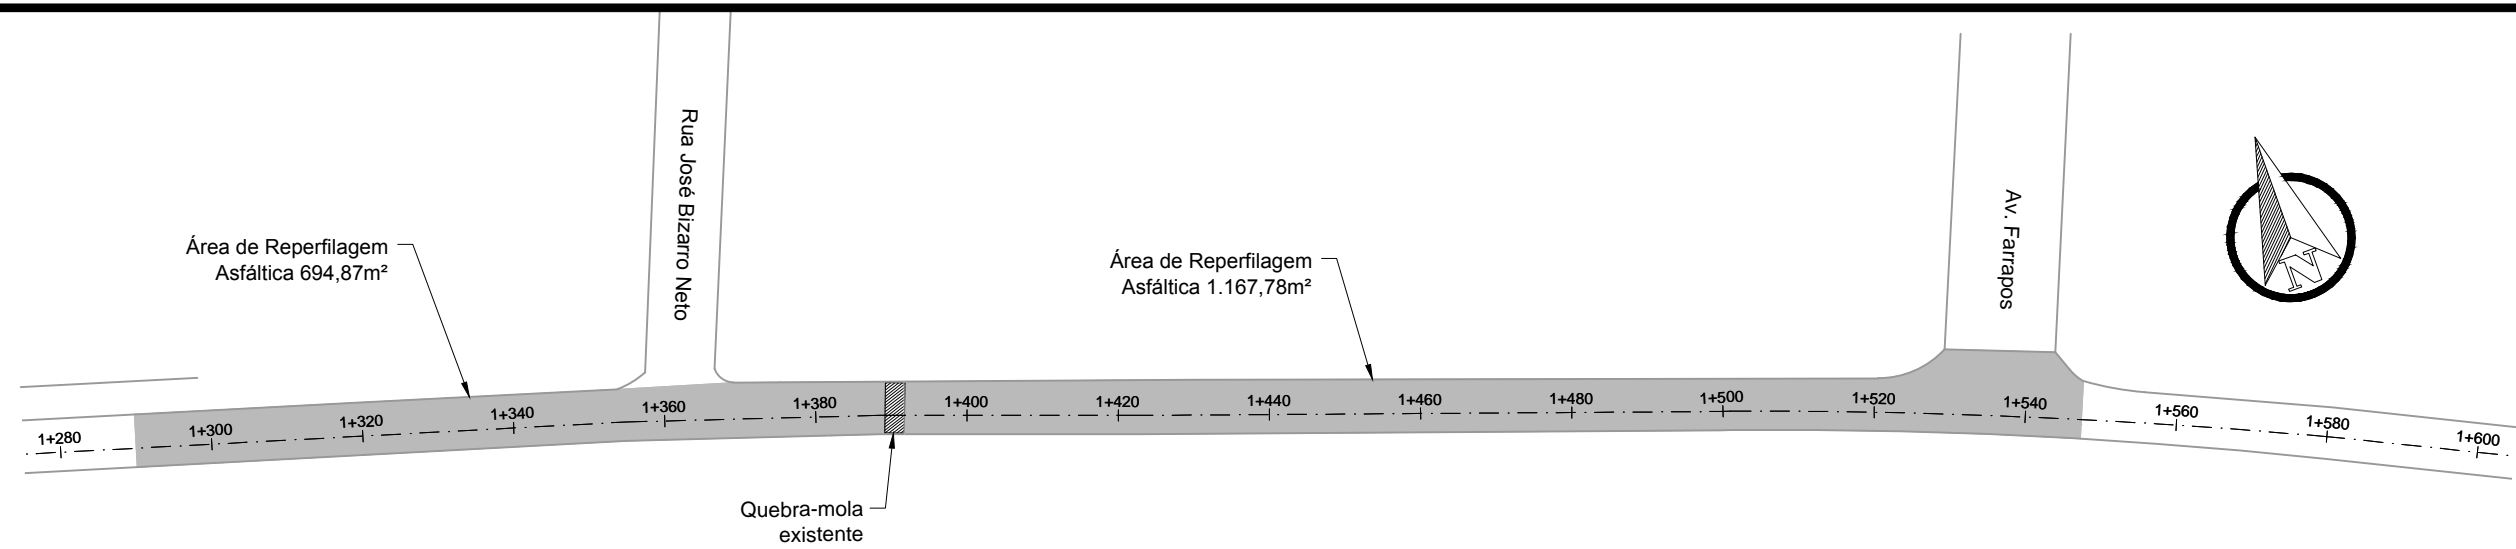 Rua José Bizarro Neto
Av. Farrapos
Área de Reperfilagem
Asfáltica 694,87m²
Área de Reperfilagem
Asfáltica 1.167,78m²
N
1+280
1+300
1+320
1+340
1+360
1+380
1+400
1+420
1+440
1+460
1+480
1+500
1+520
1+540
1+560
1+580
1+600
Quebra-mola
existente